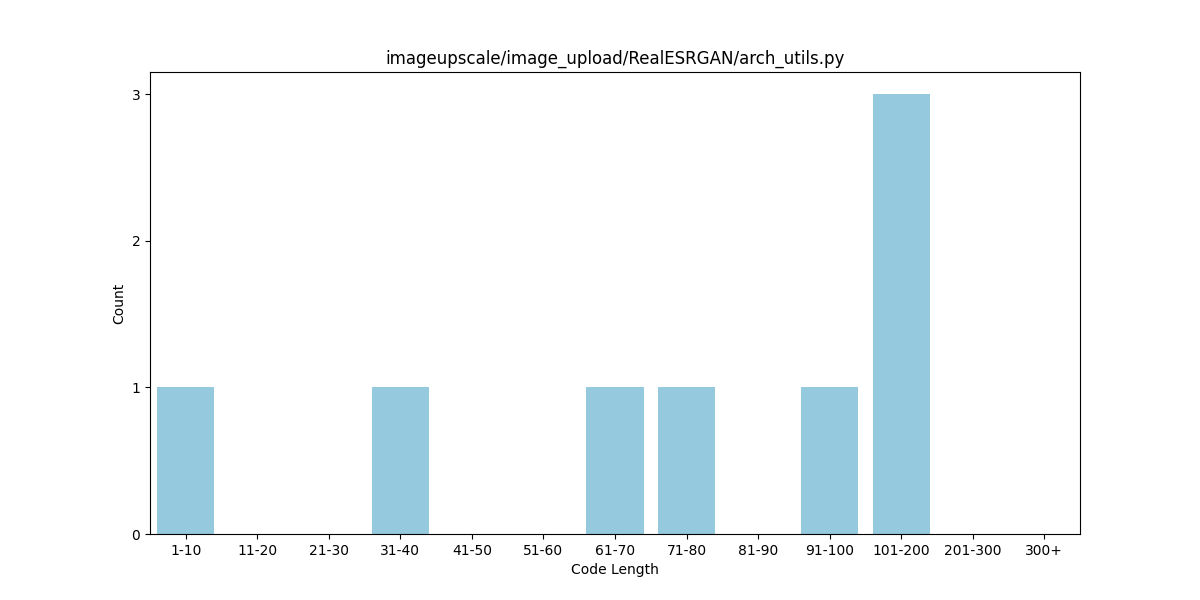 imageupscale/image_upload/RealESRGAN/arch_utils.py
3
2
1
0
Count
1-10 11-20 21-30 31-40 41-50 51-60 61-70 71-80 81-90 91-100 101-200 201-300 300+
Code Length